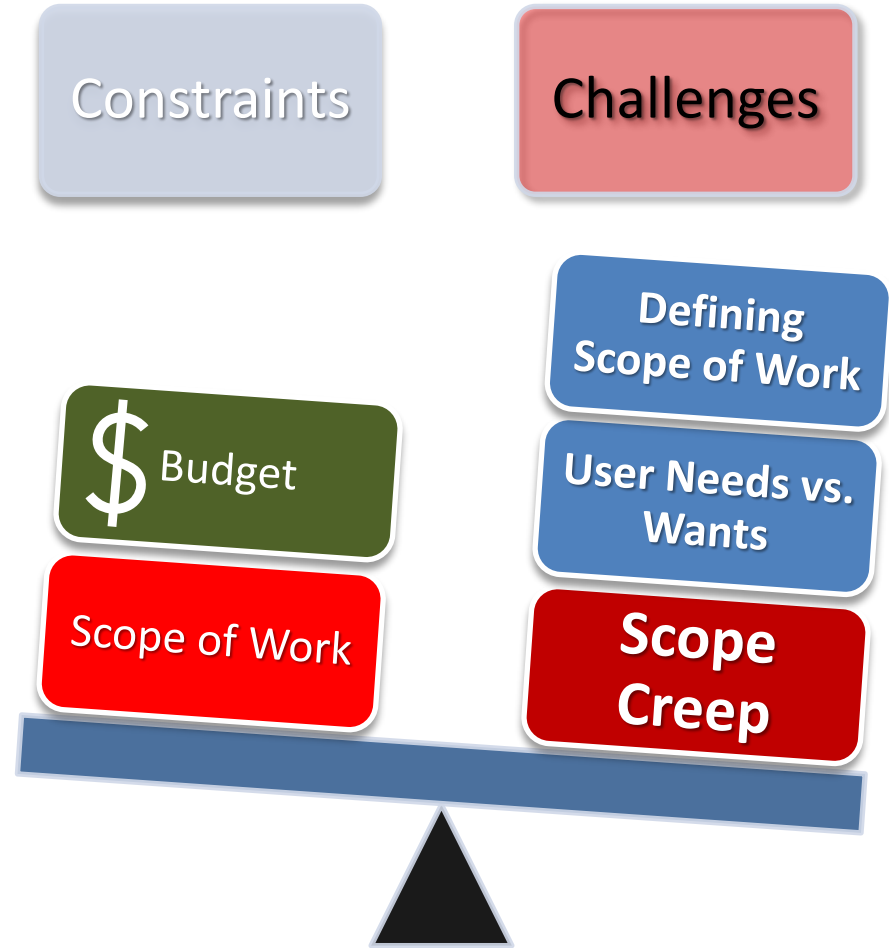 Constraints
Challenges
$ Budget
Scope of Work
Defining
Scope of Work
User Needs vs.
Wants
Scope
Creep